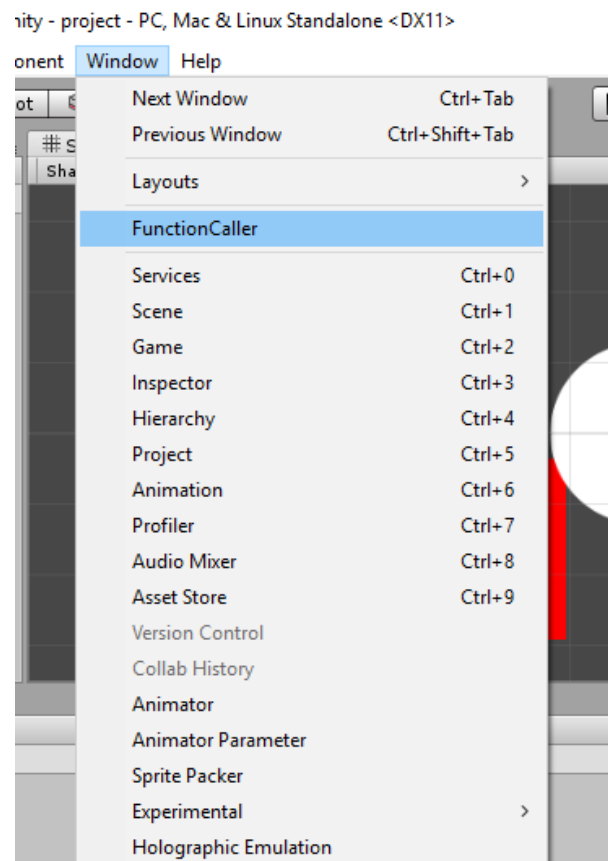 nity - project - PC, Mac & Linux Standalone <DX11>
onent Window Help
ot
Next Window Ctrl+Tab
# S
Previous Window Ctrl+Shift+Tab
Sha
Layouts >
FunctionCaller
Services Ctrl+0
Scene Ctrl+1
Game Ctrl+2
Inspector Ctrl+3
Hierarchy Ctrl+4
Project Ctrl+5
Animation Ctrl+6
Profiler Ctrl+7
Audio Mixer Ctrl+8
Asset Store Ctrl+9
Version Control
Collab History
Animator
Animator Parameter
Sprite Packer
Experimental >
Holographic Emulation